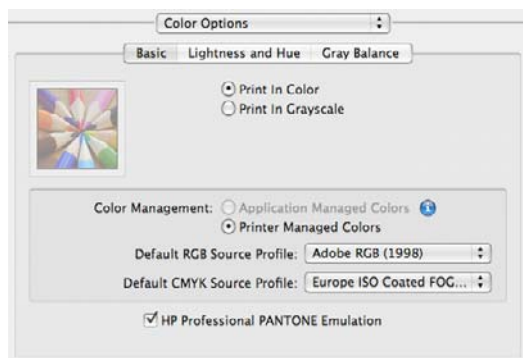 Color Options
Basic Lightness and Hue Gray Balance
Print In Color
Print In Grayscale
Color Management: Application Managed Colors
Printer Managed Colors
Default RGB Source Profile: Adobe RGB (1998)
Default CMYK Source Profile: Europe ISO Coated FOG...
HP Professional PANTONE Emulation